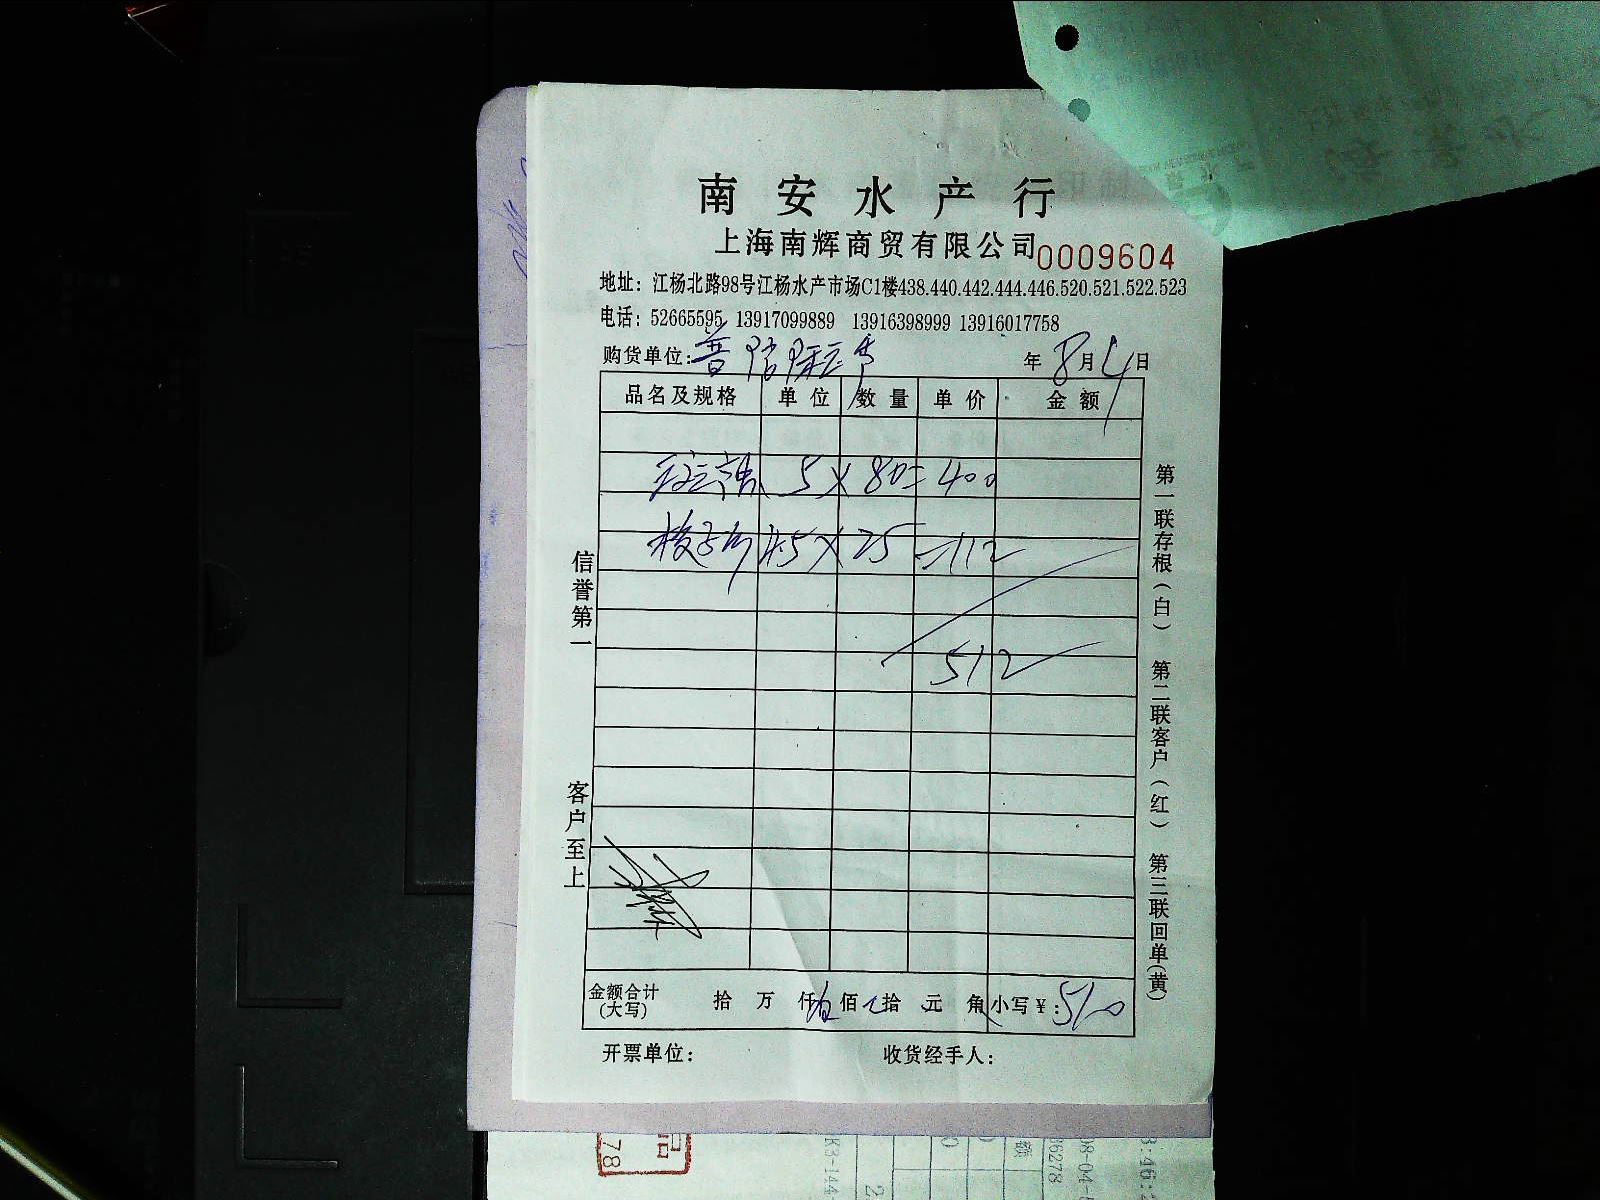 南安水产行
上海南辉商贸有限公司 0009604
地址：江杨北路98号江杨水产市场C1楼438.440.442.444.446.520.521.522.523
电话：52665595 13917099889 13916398999 13916017758
购货单位： 年 8月4日
品名及规格 单位 数量 单价 金额
5×80=400
4.5×25=112
512
金额合计(大写) 拾 万 仟 伍佰 乙拾 元 角 小写￥：510
开票单位： 收货经手人：
信誉第一
客户至上
第一联存根(白) 第二联客户(红) 第三联回单(黄)
78